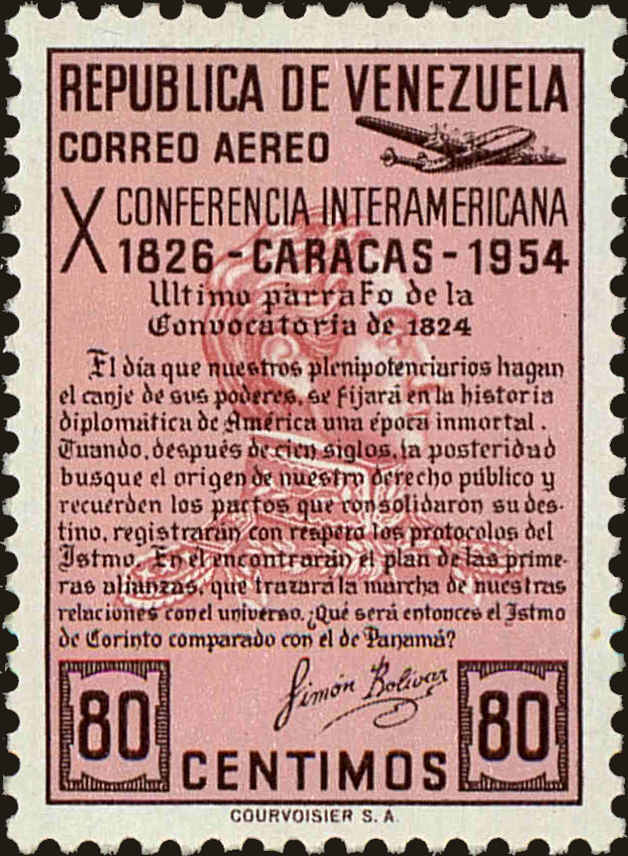 REPUBLICA DE VENEZUELA
CORREO AEREO
X CONFERENCIA INTERAMERICANA
1826 - CARACAS - 1954
Ultimo parrafo de la
Convocatoria de 1824
El día que nuestros plenipotenciarios hagan
el canje de sus poderes, se fijará en la historia
diplomática de América una época inmortal.
Cuando, después de cien siglos, la posteridad
busque el origen de nuestro derecho público y
recuerden los pactos que consolidaron su des-
tino, registrarán con respeto los protocolos del
Istmo. En el encontrarán el plan de las prime-
ras alianzas, que trazará la marcha de nuestras
relaciones con el universo. ¿Qué será entonces el Istmo
de Corinto comparado con el de Panamá?
Simón Bolívar
80 CENTIMOS 80
COURVOISIER S. A.